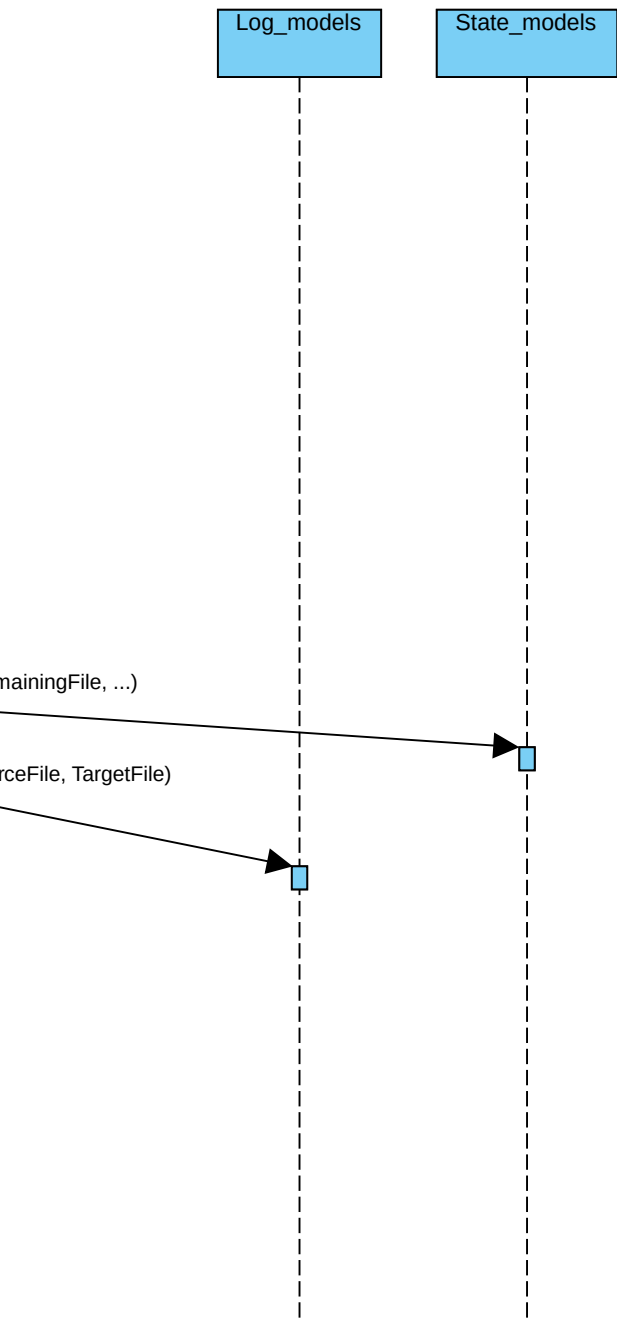 Log_models
State_models
mainingFile, ...)
rceFile, TargetFile)